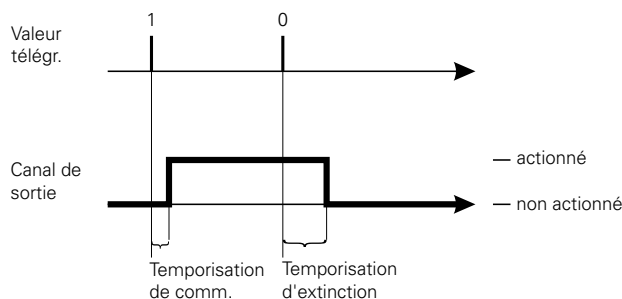 1 0
Valeur
télégr.
Canal de
sortie
— actionné
— non actionné
Temporisation
de comm.
Temporisation
d'extinction